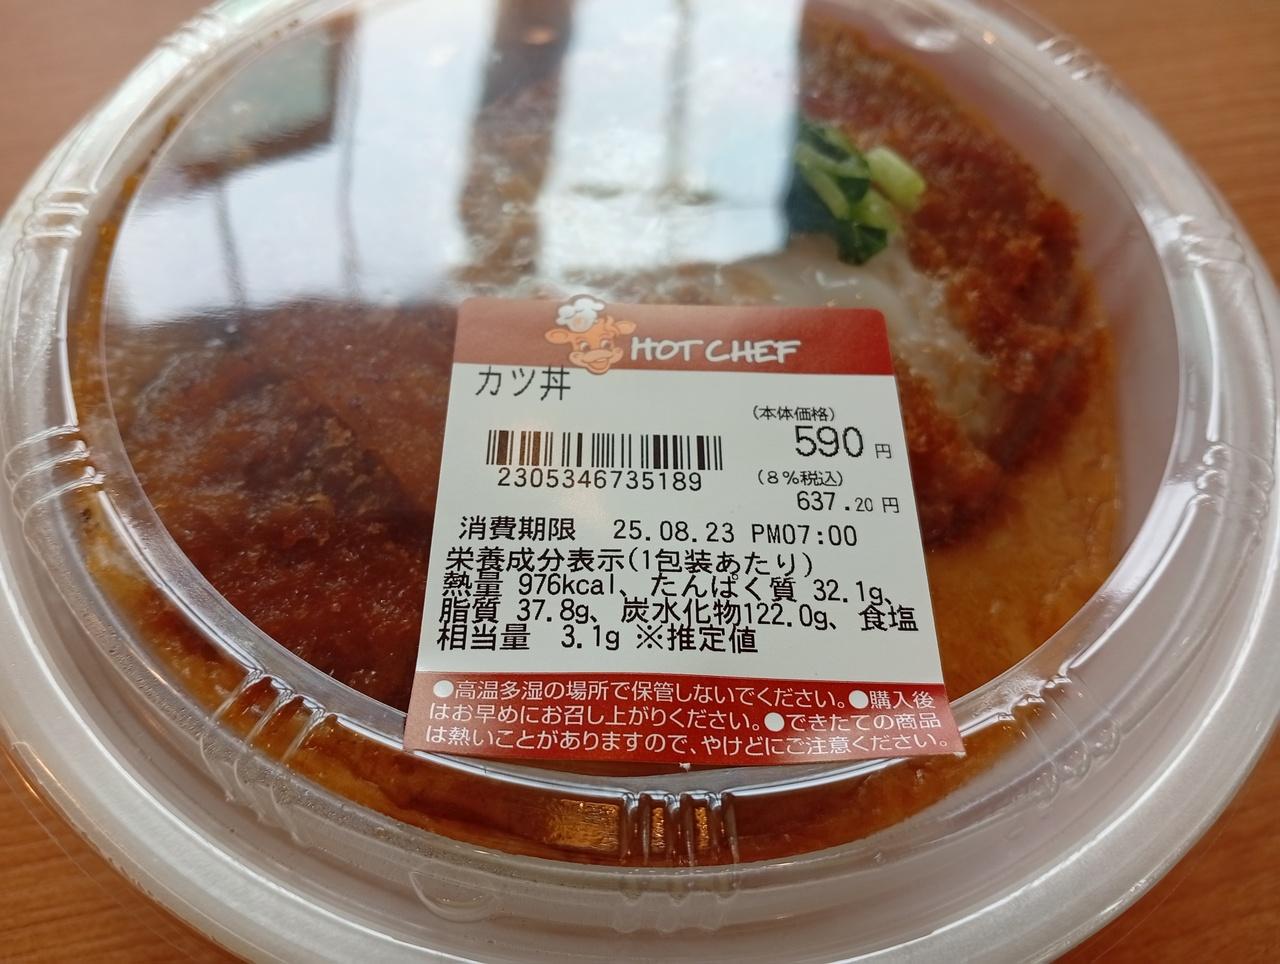 HOT CHEF
カツ丼
(本体価格)
590 円
2305346735189
(8%税込)
637.20 円
消費期限 25.08.23 PM07:00
栄養成分表示(1包装あたり)
熱量 976kcal、たんぱく質 32.1g、
脂質 37.8g、炭水化物122.0g、食塩
相当量 3.1g ※推定値
●高温多湿の場所で保管しないでください。●購入後
はお早めにお召し上がりください。●できたての商品
は熱いことがありますので、やけどにご注意ください。